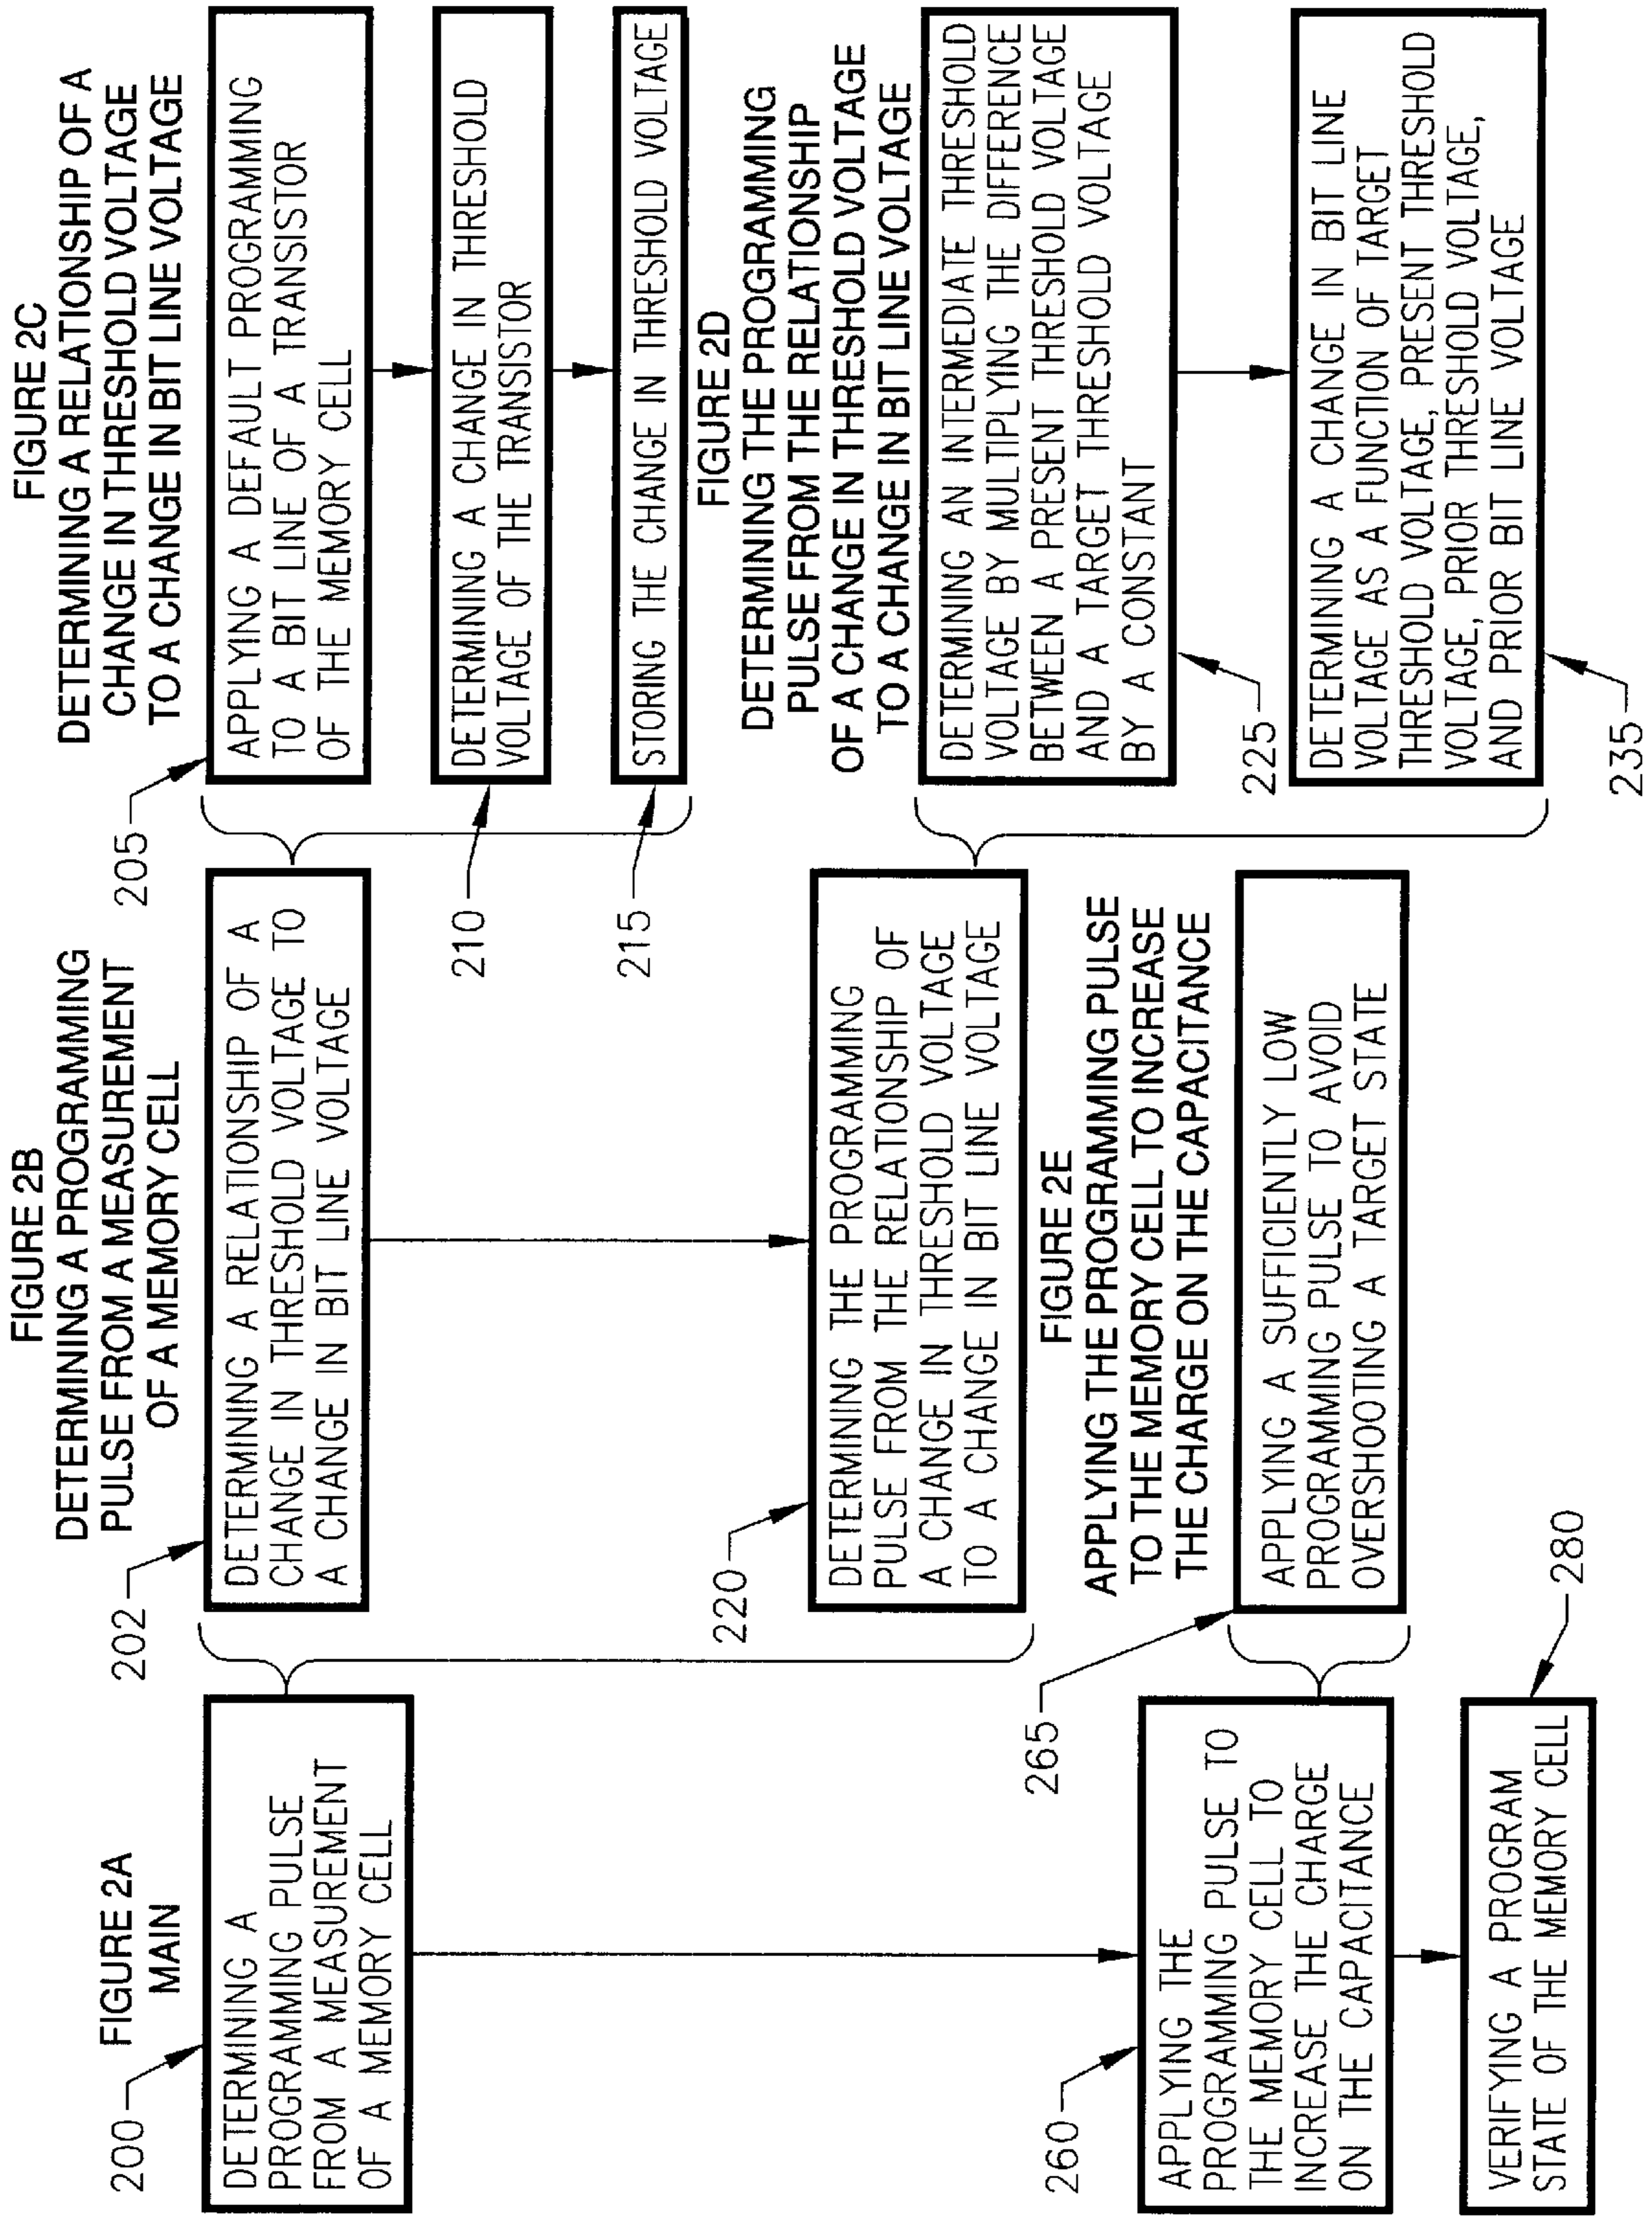 FIGURE 2A
MAIN
200
DETERMINING A
PROGRAMMING PULSE
FROM A MEASUREMENT
OF A MEMORY CELL
260
APPLYING THE
PROGRAMMING PULSE TO
THE MEMORY CELL TO
INCREASE THE CHARGE
ON THE CAPACITANCE
VERIFYING A PROGRAM
STATE OF THE MEMORY CELL
280
FIGURE 2B
DETERMINING A PROGRAMMING
PULSE FROM A MEASUREMENT
OF A MEMORY CELL
202
DETERMINING A RELATIONSHIP OF A
CHANGE IN THRESHOLD VOLTAGE TO
A CHANGE IN BIT LINE VOLTAGE
220
DETERMINING THE PROGRAMMING
PULSE FROM THE RELATIONSHIP OF
A CHANGE IN THRESHOLD VOLTAGE
TO A CHANGE IN BIT LINE VOLTAGE
FIGURE 2E
APPLYING THE PROGRAMMING PULSE
TO THE MEMORY CELL TO INCREASE
THE CHARGE ON THE CAPACITANCE
265
APPLYING A SUFFICIENTLY LOW
PROGRAMMING PULSE TO AVOID
OVERSHOOTING A TARGET STATE
FIGURE 2C
DETERMINING A RELATIONSHIP OF A
CHANGE IN THRESHOLD VOLTAGE
TO A CHANGE IN BIT LINE VOLTAGE
205
APPLYING A DEFAULT PROGRAMMING
TO A BIT LINE OF A TRANSISTOR
OF THE MEMORY CELL
210
DETERMINING A CHANGE IN THRESHOLD
VOLTAGE OF THE TRANSISTOR
215
STORING THE CHANGE IN THRESHOLD VOLTAGE
FIGURE 2D
DETERMINING THE PROGRAMMING
PULSE FROM THE RELATIONSHIP
OF A CHANGE IN THRESHOLD VOLTAGE
TO A CHANGE IN BIT LINE VOLTAGE
DETERMINING AN INTERMEDIATE THRESHOLD
VOLTAGE BY MULTIPLYING THE DIFFERENCE
BETWEEN A PRESENT THRESHOLD VOLTAGE
AND A TARGET THRESHOLD VOLTAGE
BY A CONSTANT
225
DETERMINING A CHANGE IN BIT LINE
VOLTAGE AS A FUNCTION OF TARGET
THRESHOLD VOLTAGE, PRESENT THRESHOLD
VOLTAGE, PRIOR THRESHOLD VOLTAGE,
AND PRIOR BIT LINE VOLTAGE
235